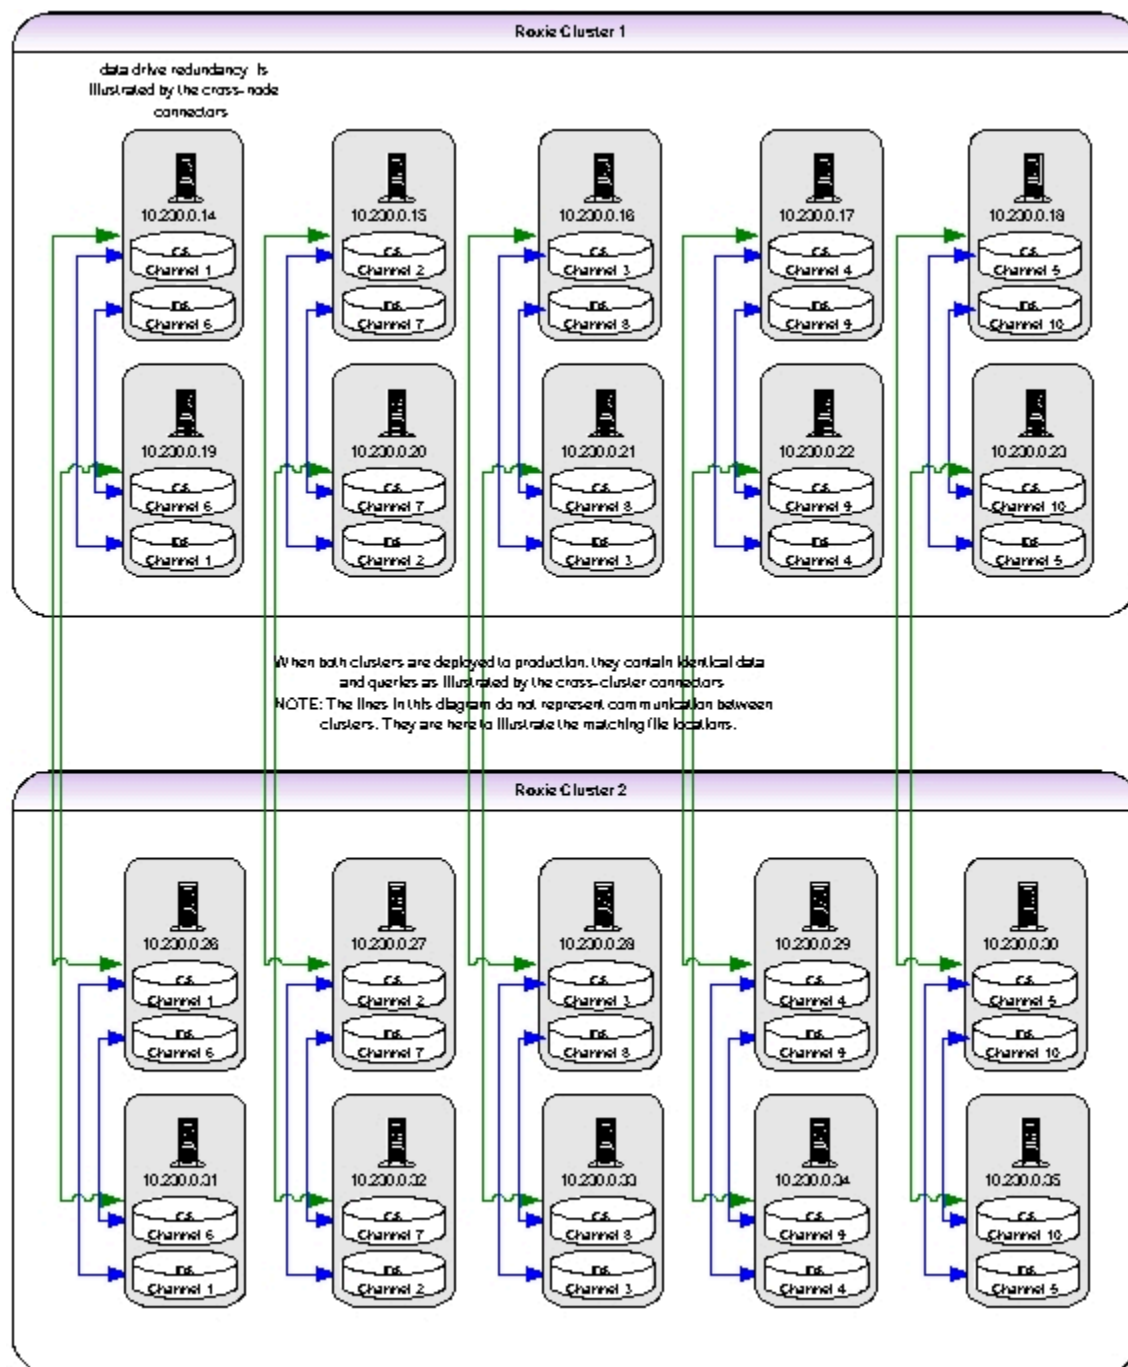 Roxie Cluster 1
data drive redundancy is
illustrated by the cross-node
connectors
10.230.0.14
10.230.0.15
10.230.0.16
10.230.0.17
10.230.0.18
C$
C$
C$
C$
C$
Channel 1
Channel 2
Channel 3
Channel 4
Channel 5
D$
D$
D$
D$
D$
Channel 6
Channel 7
Channel 8
Channel 9
Channel 10
10.230.0.19
10.230.0.20
10.230.0.21
10.230.0.22
10.230.0.23
C$
C$
C$
C$
C$
Channel 6
Channel 7
Channel 8
Channel 9
Channel 10
D$
D$
D$
D$
D$
Channel 1
Channel 2
Channel 3
Channel 4
Channel 5
When both clusters are deployed to production, they contain identical data
and queries as illustrated by the cross-cluster connectors
NOTE: The lines in this diagram do not represent communication between
clusters. They are here to illustrate the matching file locations.
Roxie Cluster 2
10.230.0.26
10.230.0.27
10.230.0.28
10.230.0.29
10.230.0.30
C$
C$
C$
C$
C$
Channel 1
Channel 2
Channel 3
Channel 4
Channel 5
D$
D$
D$
D$
D$
Channel 6
Channel 7
Channel 8
Channel 9
Channel 10
10.230.0.31
10.230.0.32
10.230.0.33
10.230.0.34
10.230.0.35
C$
C$
C$
C$
C$
Channel 6
Channel 7
Channel 8
Channel 9
Channel 10
D$
D$
D$
D$
D$
Channel 1
Channel 2
Channel 3
Channel 4
Channel 5